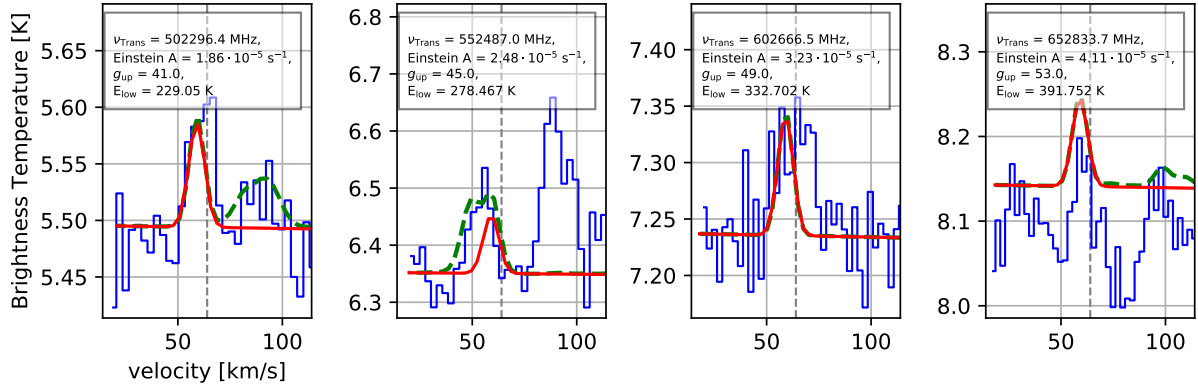 Brightness Temperature [K]
5.65
5.60
5.55
5.50
5.45
ν_Trans = 502296.4 MHz,
Einstein A = 1.86 · 10⁻⁵ s⁻¹,
g_up = 41.0,
E_low = 229.05 K
50 100
velocity [km/s]
6.8
6.7
6.6
6.5
6.4
6.3
ν_Trans = 552487.0 MHz,
Einstein A = 2.48 · 10⁻⁵ s⁻¹,
g_up = 45.0,
E_low = 278.467 K
50 100
7.40
7.35
7.30
7.25
7.20
ν_Trans = 602666.5 MHz,
Einstein A = 3.23 · 10⁻⁵ s⁻¹,
g_up = 49.0,
E_low = 332.702 K
50 100
8.3
8.2
8.1
8.0
ν_Trans = 652833.7 MHz,
Einstein A = 4.11 · 10⁻⁵ s⁻¹,
g_up = 53.0,
E_low = 391.752 K
50 100